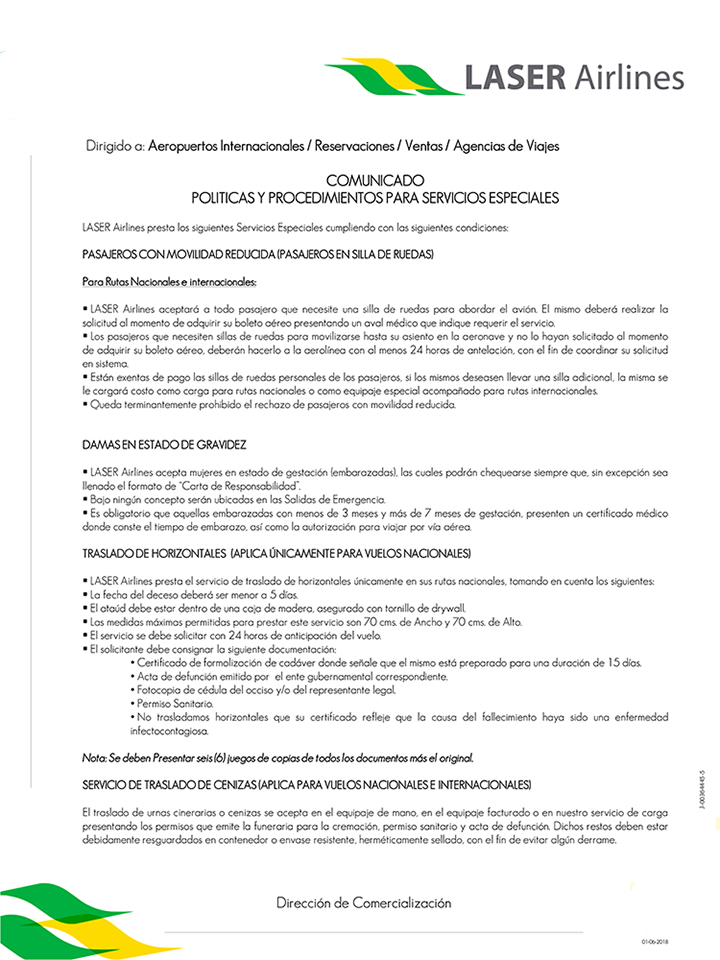 LASER Airlines
Dirigido a: Aeropuertos Internacionales / Reservaciones / Ventas / Agencias de Viajes
COMUNICADO
POLITICAS Y PROCEDIMIENTOS PARA SERVICIOS ESPECIALES
LASER Airlines presta los siguientes Servicios Especiales cumpliendo con las siguientes condiciones:
PASAJEROS CON MOVILIDAD REDUCIDA (PASAJEROS EN SILLA DE RUEDAS)
Para Rutas Nacionales e internacionales:
▪ LASER Airlines aceptará a todo pasajero que necesite una silla de ruedas para abordar el avión. El mismo deberá realizar la
solicitud al momento de adquirir su boleto aéreo presentando un aval médico que indique requerir el servicio.
▪ Los pasajeros que necesiten sillas de ruedas para movilizarse hasta su asiento en la aeronave y no lo hayan solicitado al momento
de adquirir su boleto aéreo, deberán hacerlo a la aerolínea con al menos 24 horas de antelación, con el fin de coordinar su solicitud
en sistema.
▪ Están exentas de pago las sillas de ruedas personales de los pasajeros, si los mismos deseasen llevar una silla adicional, la misma se
le cargará costo como carga para rutas nacionales o como equipaje especial acompañado para rutas internacionales.
▪ Queda terminantemente prohibido el rechazo de pasajeros con movilidad reducida.
DAMAS EN ESTADO DE GRAVIDEZ
▪ LASER Airlines acepta mujeres en estado de gestación (embarazadas), las cuales podrán chequearse siempre que, sin excepción sea
llenado el formato de "Carta de Responsabilidad".
▪ Bajo ningún concepto serán ubicadas en las Salidas de Emergencia.
▪ Es obligatorio que aquellas embarazadas con menos de 3 meses y más de 7 meses de gestación, presenten un certificado médico
donde conste el tiempo de embarazo, así como la autorización para viajar por vía aérea.
TRASLADO DE HORIZONTALES (APLICA ÚNICAMENTE PARA VUELOS NACIONALES)
▪ LASER Airlines presta el servicio de traslado de horizontales únicamente en sus rutas nacionales, tomando en cuenta los siguientes:
▪ La fecha del deceso deberá ser menor a 5 días.
▪ El ataúd debe estar dentro de una caja de madera, asegurado con tornillo de drywall.
▪ Las medidas máximas permitidas para prestar este servicio son 70 cms. de Ancho y 70 cms. de Alto.
▪ El servicio se debe solicitar con 24 horas de anticipación del vuelo.
▪ El solicitante debe consignar la siguiente documentación:
• Certificado de formolización de cadáver donde señale que el mismo está preparado para una duración de 15 días.
• Acta de defunción emitido por el ente gubernamental correspondiente.
• Fotocopia de cédula del occiso y/o del representante legal.
• Permiso Sanitario.
• No trasladamos horizontales que su certificado refleje que la causa del fallecimiento haya sido una enfermedad
infectocontagiosa.
Nota: Se deben Presentar seis (6) juegos de copias de todos los documentos más el original.
SERVICIO DE TRASLADO DE CENIZAS (APLICA PARA VUELOS NACIONALES E INTERNACIONALES)
El traslado de urnas cinerarias o cenizas se acepta en el equipaje de mano, en el equipaje facturado o en nuestro servicio de carga
presentando los permisos que emite la funeraria para la cremación, permiso sanitario y acta de defunción. Dichos restos deben estar
debidamente resguardados en contenedor o envase resistente, herméticamente sellado, con el fin de evitar algún derrame.
J-00364445-5
Dirección de Comercialización
01-06-2018